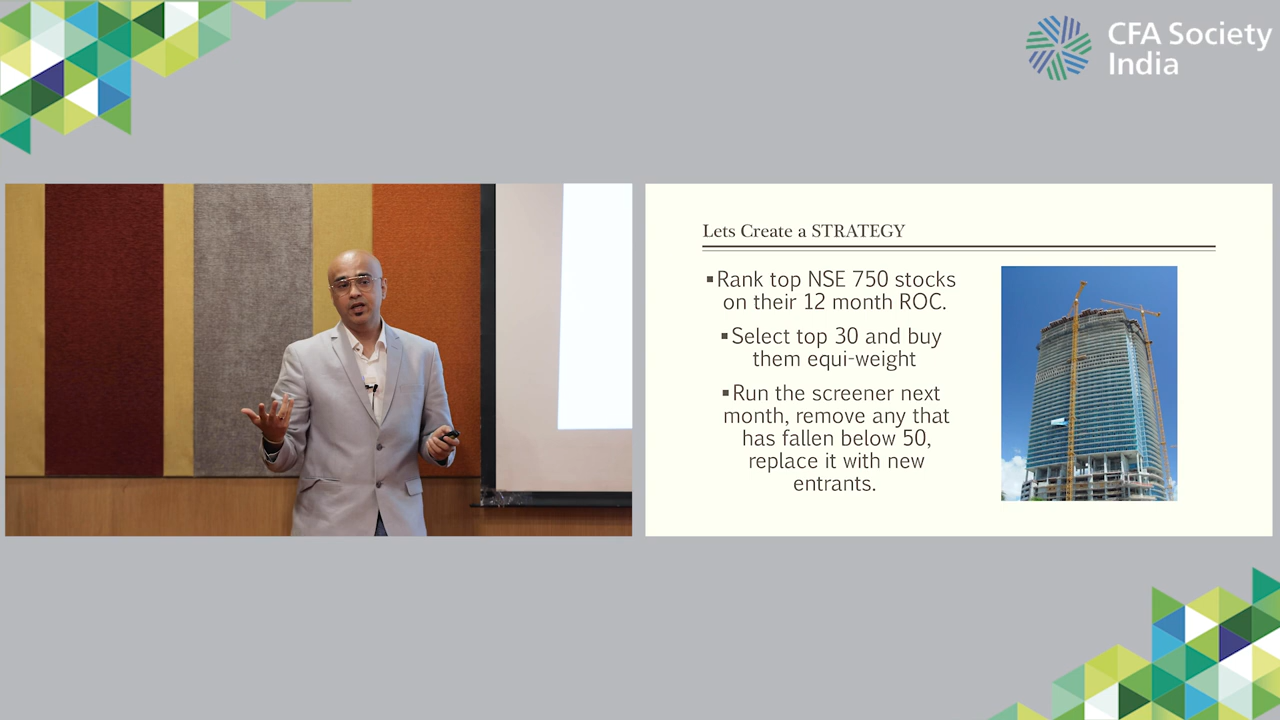 CFA Society
India
Lets Create a STRATEGY
▪Rank top NSE 750 stocks
on their 12 month ROC.
▪Select top 30 and buy
them equi-weight
▪Run the screener next
month, remove any that
has fallen below 50,
replace it with new
entrants.